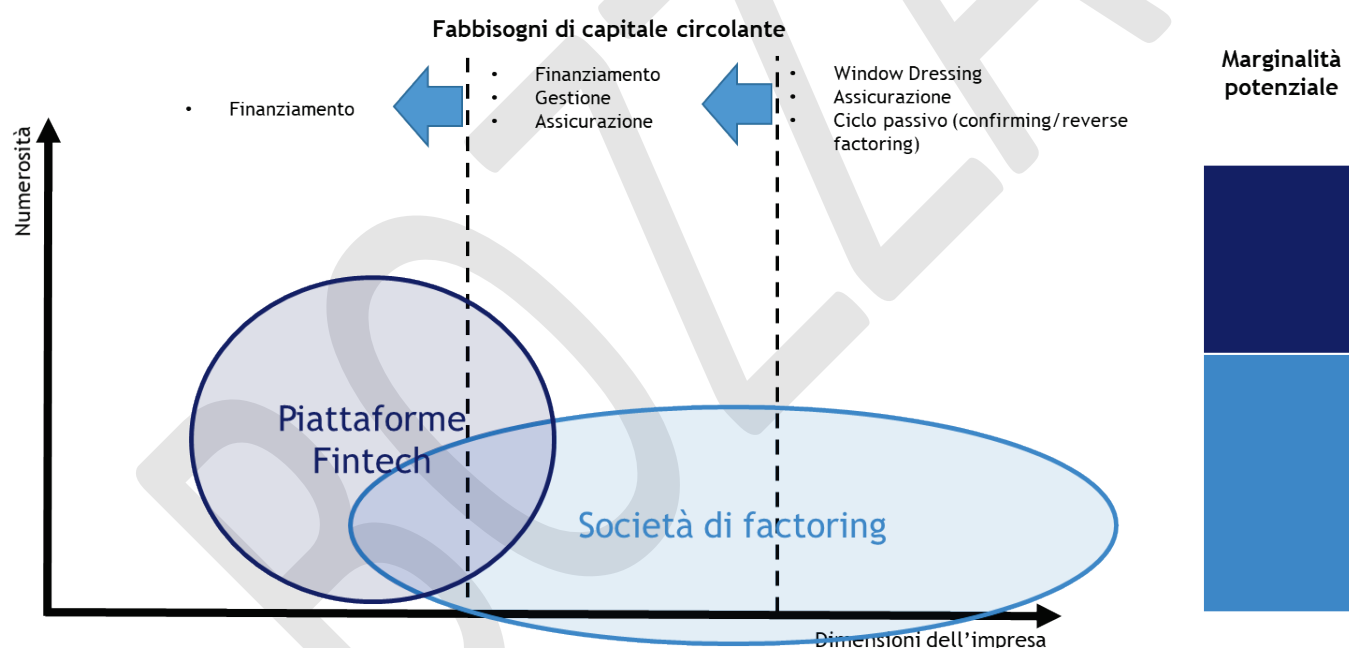 Fabbisogni di capitale circolante
Marginalità
potenziale
• Finanziamento
• Finanziamento
• Gestione
• Assicurazione
• Window Dressing
• Assicurazione
• Ciclo passivo (confirming/reverse
factoring)
Numerosità
Piattaforme
Fintech
Società di factoring
Dimensioni dell'impresa
BOZZA